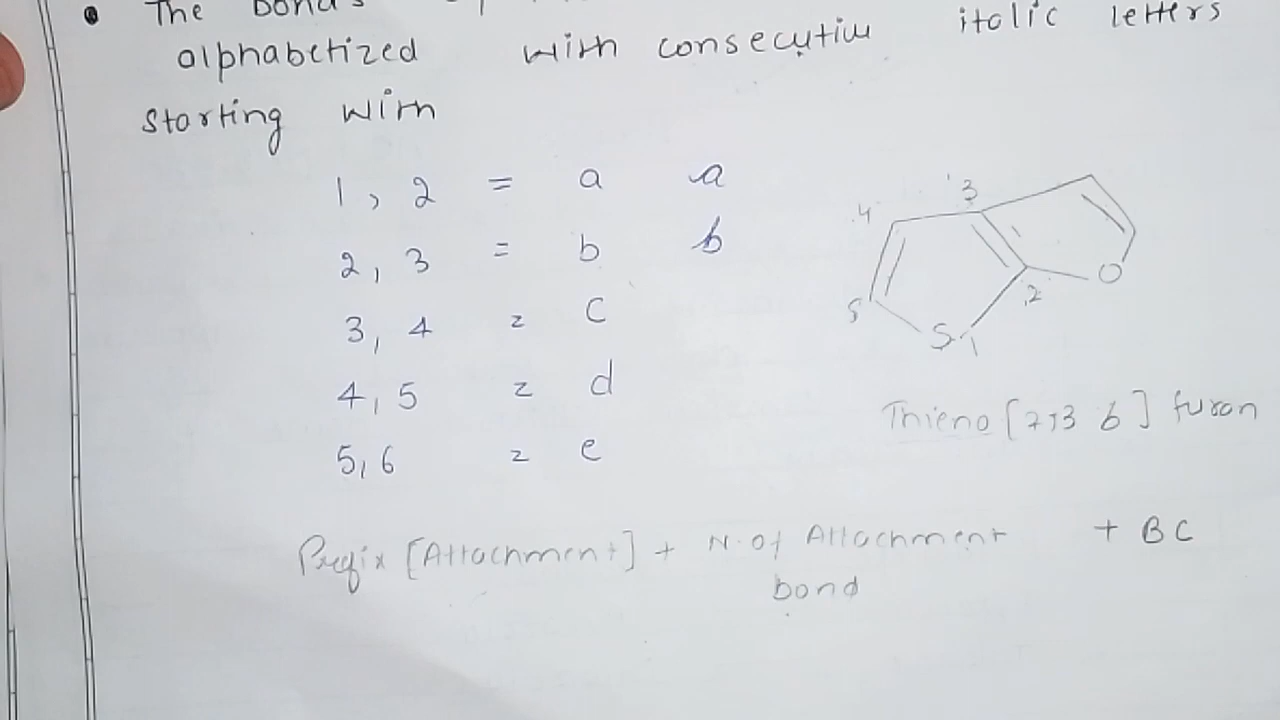 • The bonds
alphabetized with consecutive italic letters
starting with
1, 2 = a a
2, 3 = b b
3, 4 = c
4, 5 = d
5, 6 = e
4 3
5 S 1 2 O
Thieno [2,3 b] furan
Prefix [Attachment] + N. of Attachment + BC
bond